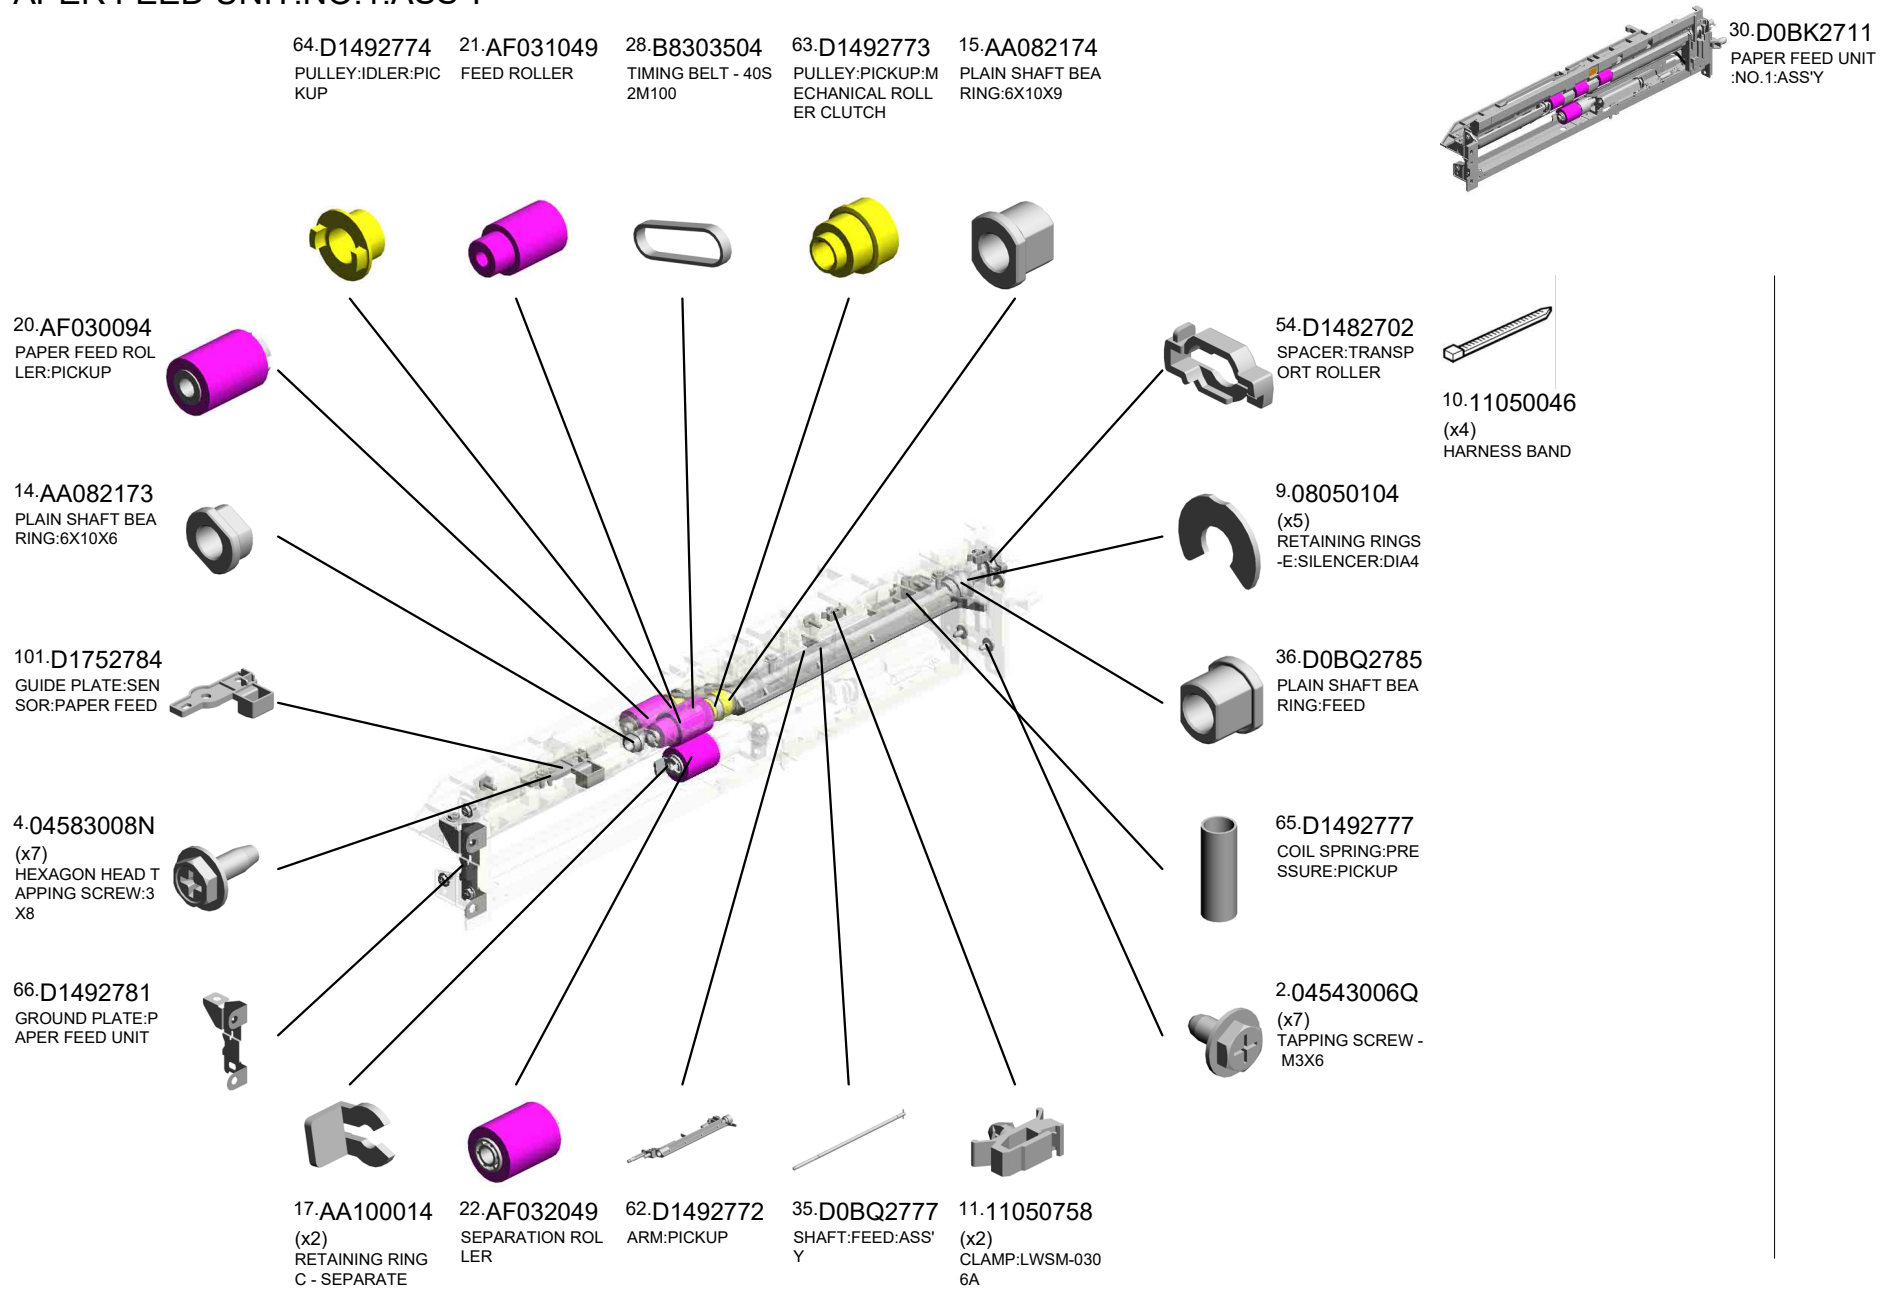 APER FEED UNIT:NO.1:ASS'Y
64.D1492774
PULLEY:IDLER:PIC
KUP
21.AF031049
FEED ROLLER
28.B8303504
TIMING BELT - 40S
2M100
63.D1492773
PULLEY:PICKUP:M
ECHANICAL ROLL
ER CLUTCH
15.AA082174
PLAIN SHAFT BEA
RING:6X10X9
30.D0BK2711
PAPER FEED UNIT
:NO.1:ASS'Y
20.AF030094
PAPER FEED ROL
LER:PICKUP
14.AA082173
PLAIN SHAFT BEA
RING:6X10X6
101.D1752784
GUIDE PLATE:SEN
SOR:PAPER FEED
4.04583008N
(x7)
HEXAGON HEAD T
APPING SCREW:3
X8
66.D1492781
GROUND PLATE:P
APER FEED UNIT
54.D1482702
SPACER:TRANSP
ORT ROLLER
10.11050046
(x4)
HARNESS BAND
9.08050104
(x5)
RETAINING RINGS
-E:SILENCER:DIA4
36.D0BQ2785
PLAIN SHAFT BEA
RING:FEED
65.D1492777
COIL SPRING:PRE
SSURE:PICKUP
2.04543006Q
(x7)
TAPPING SCREW -
M3X6
17.AA100014
(x2)
RETAINING RING
C - SEPARATE
22.AF032049
SEPARATION ROL
LER
62.D1492772
ARM:PICKUP
35.D0BQ2777
SHAFT:FEED:ASS'
Y
11.11050758
(x2)
CLAMP:LWSM-030
6A